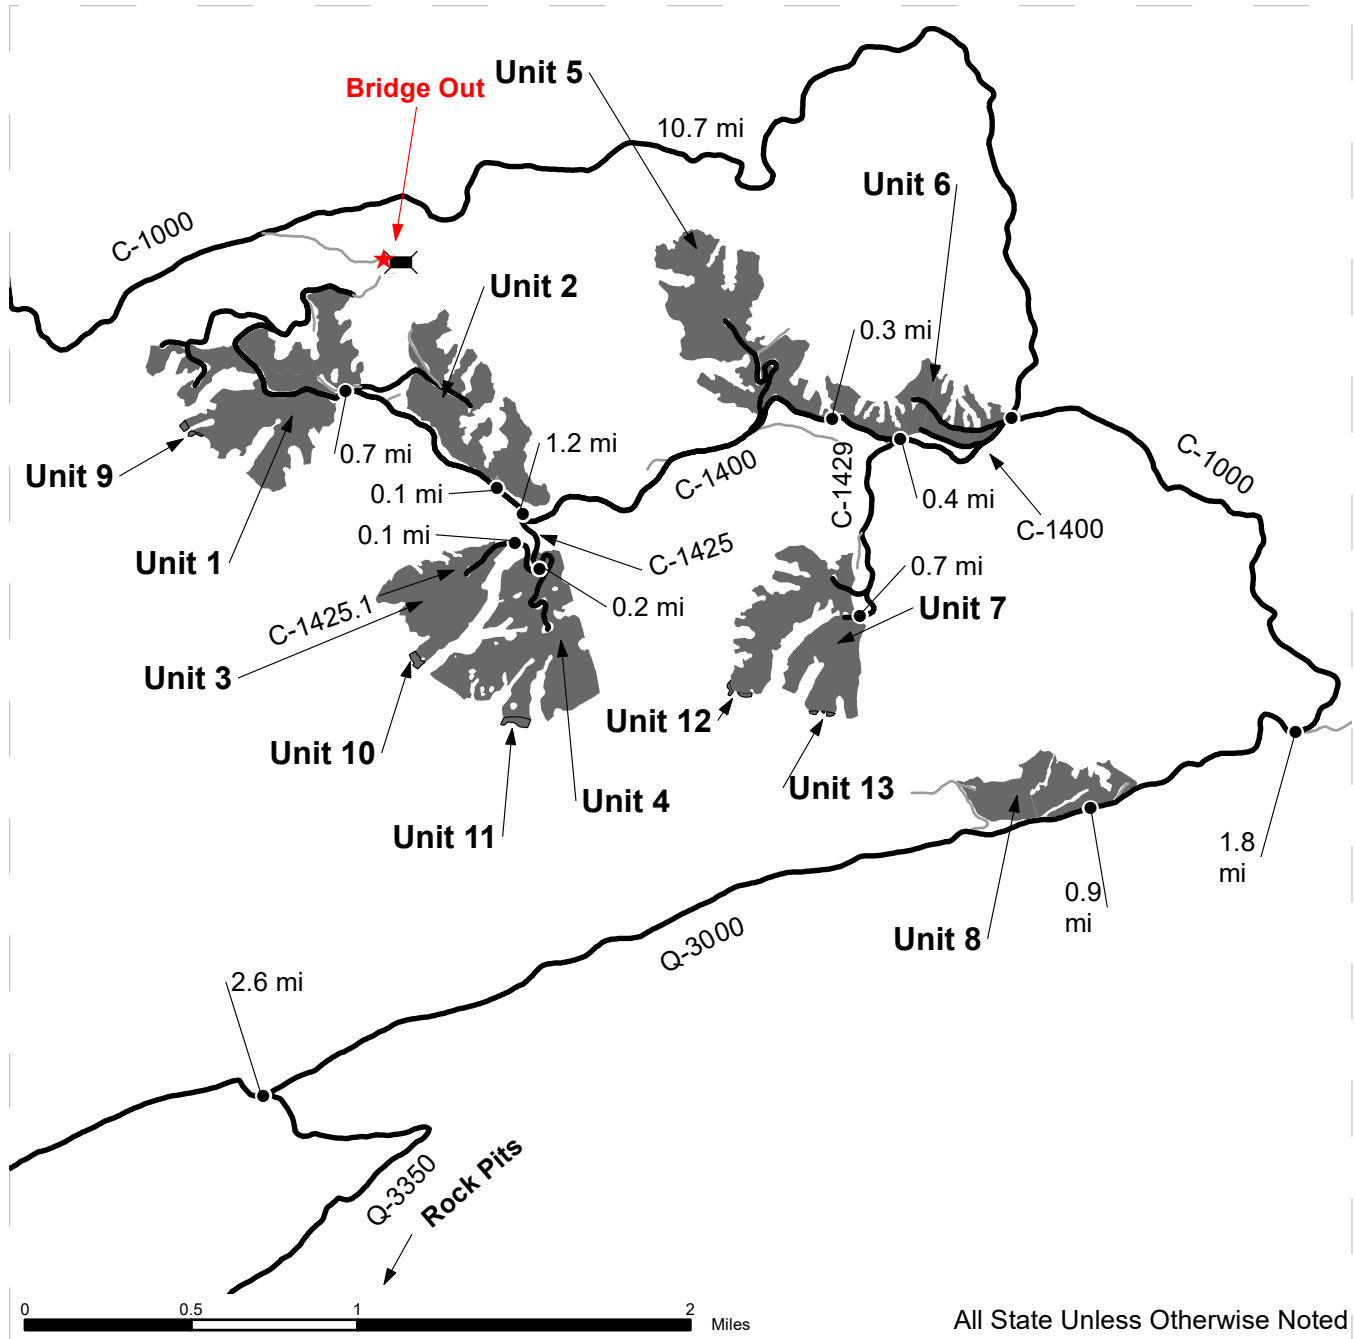 Unit 5
Bridge Out
10.7 mi
Unit 6
C-1000
Unit 2
0.3 mi
0.7 mi
1.2 mi
C-1429
C-1000
Unit 9
0.1 mi
C-1400
0.4 mi
C-1400
0.1 mi
C-1425
Unit 1
0.7 mi
C-1425.1
0.2 mi
Unit 7
Unit 3
Unit 12
Unit 10
Unit 13
Unit 4
Unit 11
1.8
mi
0.9
mi
Unit 8
Q-3000
2.6 mi
Q-3350
Rock Pits
0 0.5 1 2
Miles
All State Unless Otherwise Noted